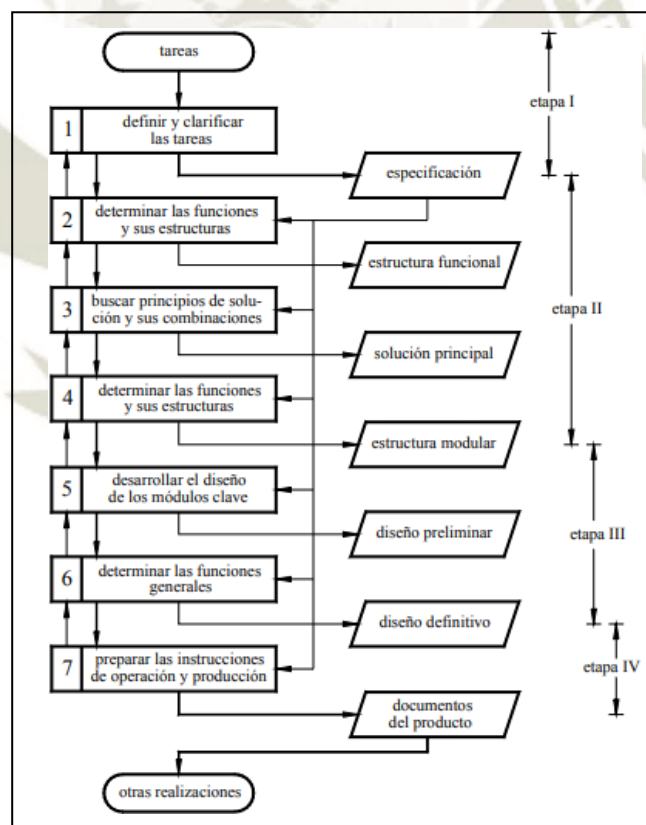 tareas
etapa I
1
definir y clarificar
las tareas
especificación
2
determinar las funciones
y sus estructuras
estructura funcional
etapa II
3
buscar principios de solu-
ción y sus combinaciones
solución principal
4
determinar las funciones
y sus estructuras
estructura modular
5
desarrollar el diseño
de los módulos clave
diseño preliminar
etapa III
6
determinar las funciones
generales
diseño definitivo
7
preparar las instrucciones
de operación y producción
etapa IV
documentos
del producto
otras realizaciones